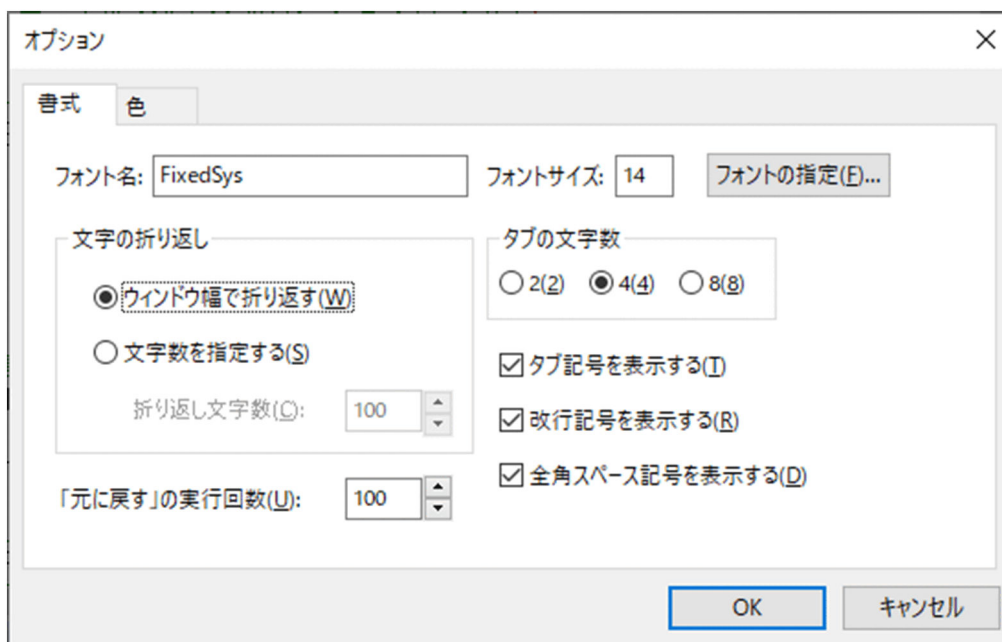 オプション
書式 色
フォント名: FixedSys フォントサイズ: 14 フォントの指定(F)...
文字の折り返し
ウィンドウ幅で折り返す(W)
文字数を指定する(S)
折り返し文字数(C): 100
「元に戻す」の実行回数(U): 100
タブの文字数
2(2) 4(4) 8(8)
タブ記号を表示する(T)
改行記号を表示する(R)
全角スペース記号を表示する(D)
OK キャンセル